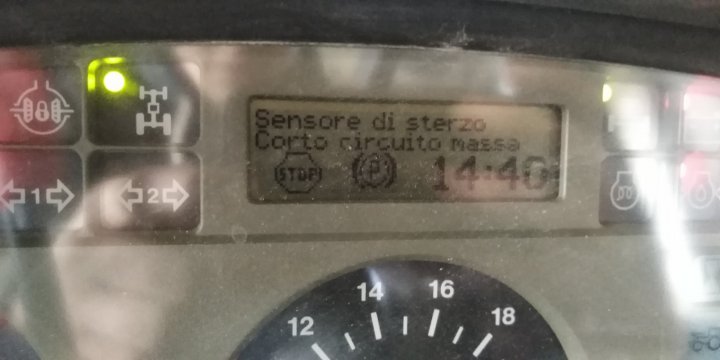 Sensore di sterzo
Corto circuito massa
STOP P 14:40
1 2
12 14 16 18